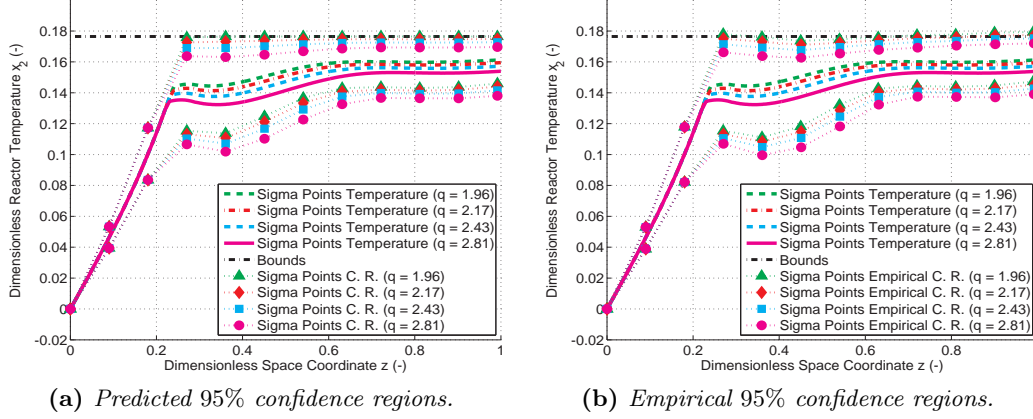 0.18
0.16
0.14
0.12
0.1
0.08
0.06
0.04
0.02
0
-0.02
Dimensionless Reactor Temperature x2 (-)
Sigma Points Temperature (q = 1.96)
Sigma Points Temperature (q = 2.17)
Sigma Points Temperature (q = 2.43)
Sigma Points Temperature (q = 2.81)
Bounds
Sigma Points C. R. (q = 1.96)
Sigma Points C. R. (q = 2.17)
Sigma Points C. R. (q = 2.43)
Sigma Points C. R. (q = 2.81)
0 0.2 0.4 0.6 0.8 1
Dimensionless Space Coordinate z (-)
(a) Predicted 95% confidence regions.
0.18
0.16
0.14
0.12
0.1
0.08
0.06
0.04
0.02
0
-0.02
Dimensionless Reactor Temperature x2 (-)
Sigma Points Temperature (q = 1.96)
Sigma Points Temperature (q = 2.17)
Sigma Points Temperature (q = 2.43)
Sigma Points Temperature (q = 2.81)
Bounds
Sigma Points Empirical C. R. (q = 1.96)
Sigma Points Empirical C. R. (q = 2.17)
Sigma Points Empirical C. R. (q = 2.43)
Sigma Points Empirical C. R. (q = 2.81)
0 0.2 0.4 0.6 0.8
Dimensionless Space Coordinate z (-)
(b) Empirical 95% confidence regions.